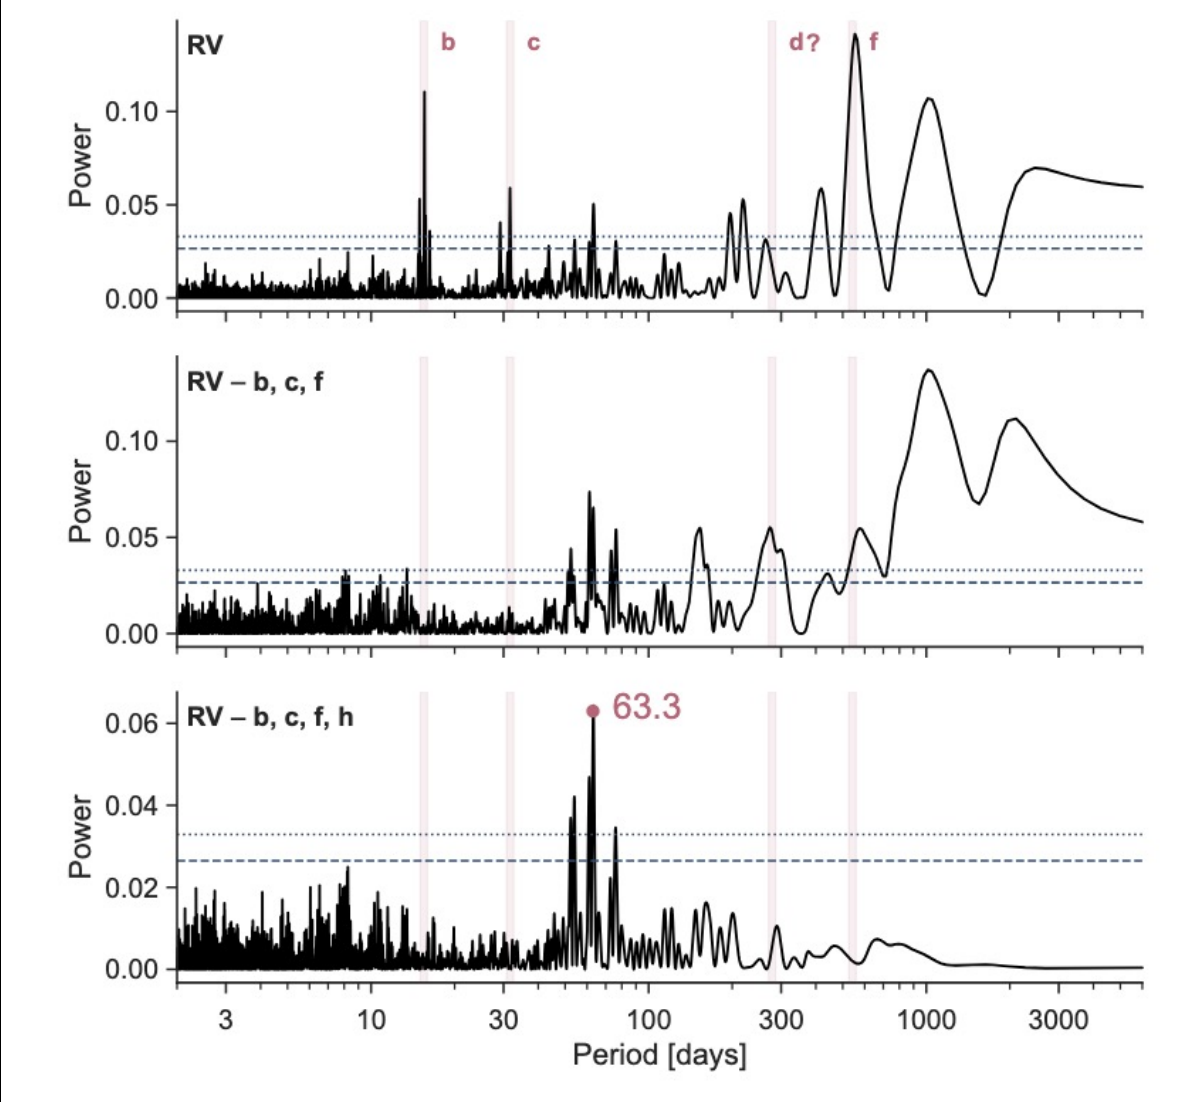 RV
b
c
d?
f
Power
0.10
0.05
0.00
RV – b, c, f
Power
0.10
0.05
0.00
RV – b, c, f, h
63.3
Power
0.06
0.04
0.02
0.00
3 10 30 100 300 1000 3000
Period [days]